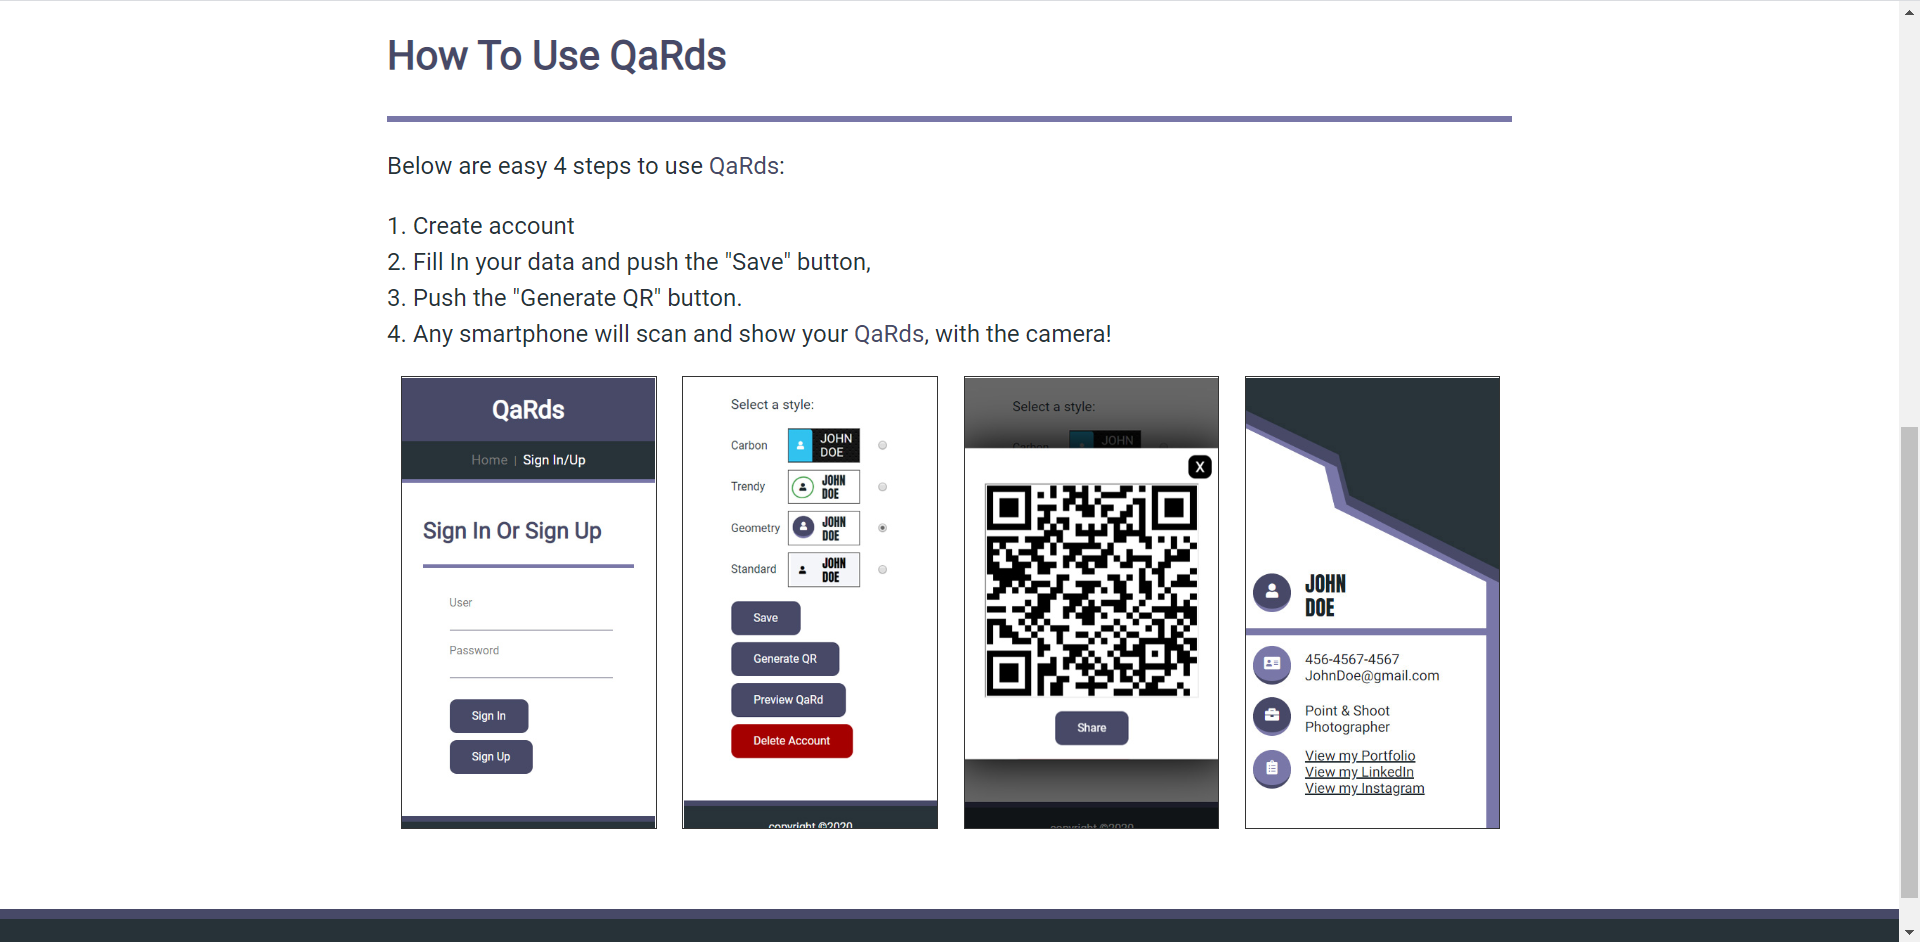 How To Use QaRds
Below are easy 4 steps to use QaRds:
1. Create account
2. Fill In your data and push the "Save" button,
3. Push the "Generate QR" button.
4. Any smartphone will scan and show your QaRds, with the camera!
QaRds
Home | Sign In/Up
Sign In Or Sign Up
User
Password
Sign In
Sign Up
Select a style:
Carbon
JOHN
DOE
Trendy
JOHN
DOE
Geometry
JOHN
DOE
Standard
JOHN
DOE
Save
Generate QR
Preview QaRd
Delete Account
copyright ©2020
Select a style:
Carbon
JOHN
X
Share
copyright ©2020
JOHN
DOE
456-4567-4567
JohnDoe@gmail.com
Point & Shoot
Photographer
View my Portfolio
View my LinkedIn
View my Instagram